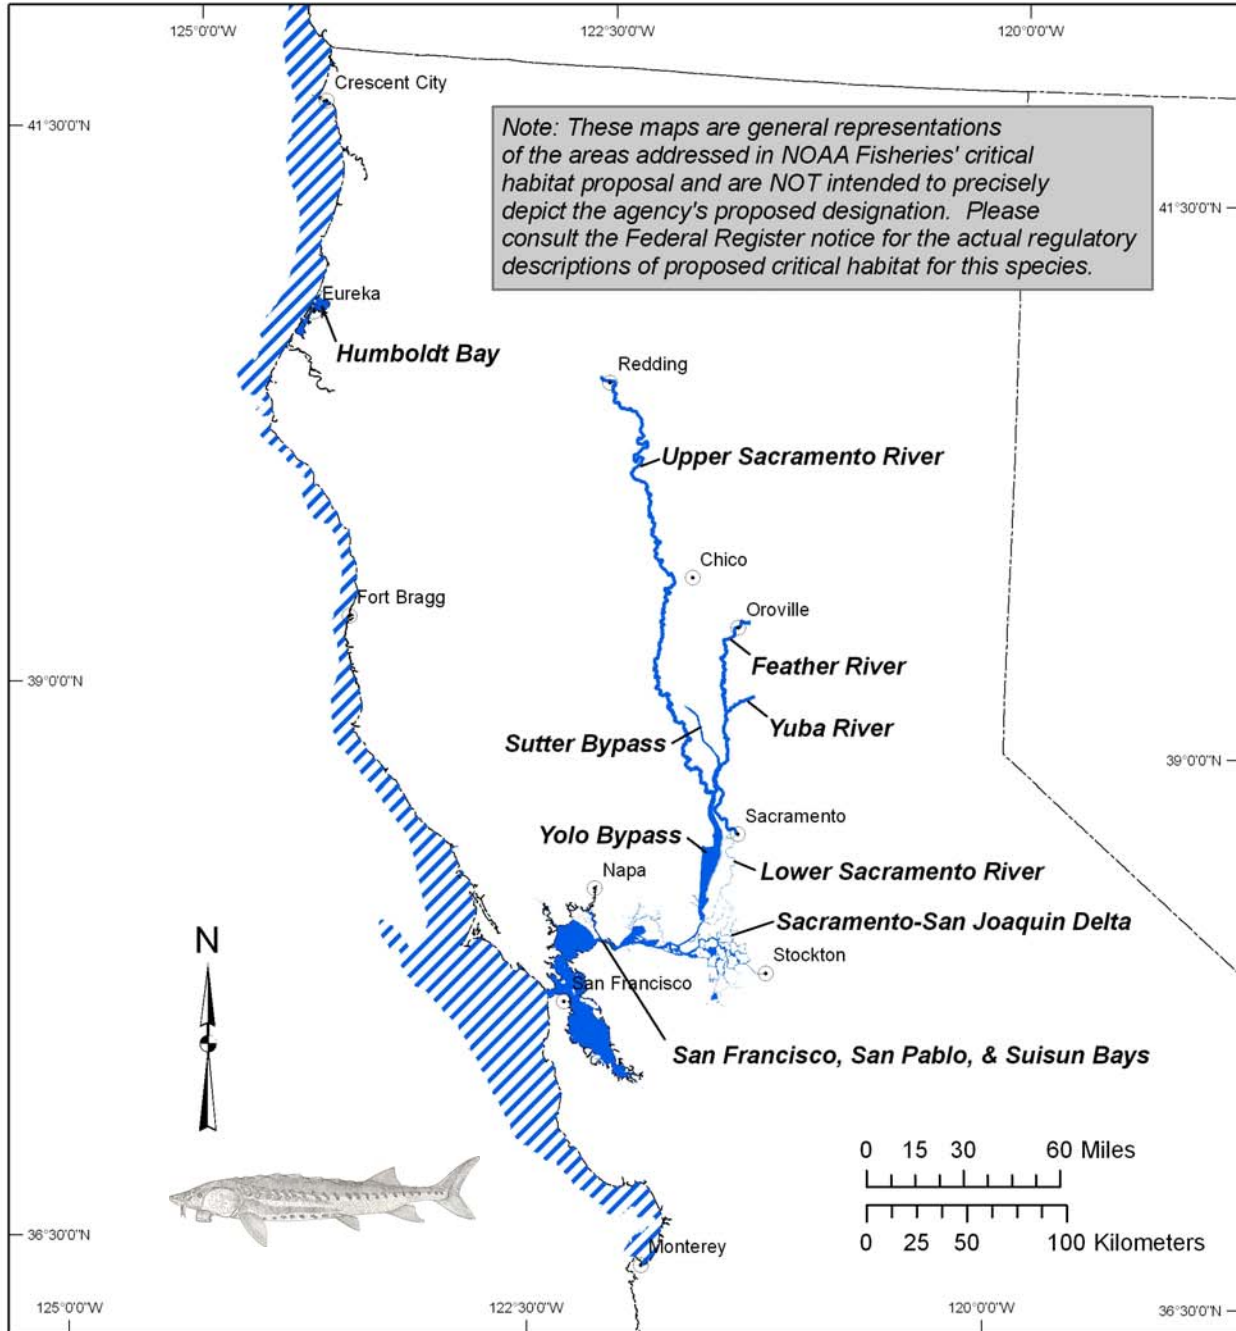 125°0'0"W
122°30'0"W
120°0'0"W
Crescent City
41°30'0"N
Note: These maps are general representations
of the areas addressed in NOAA Fisheries' critical
habitat proposal and are NOT intended to precisely
depict the agency's proposed designation. Please
consult the Federal Register notice for the actual regulatory
descriptions of proposed critical habitat for this species.
41°30'0"N
Eureka
Humboldt Bay
Redding
Upper Sacramento River
Chico
Fort Bragg
Oroville
Feather River
39°0'0"N
Yuba River
Sutter Bypass
39°0'0"N
Sacramento
Yolo Bypass
Napa
Lower Sacramento River
Sacramento-San Joaquin Delta
N
Stockton
San Francisco
San Francisco, San Pablo, & Suisun Bays
0 15 30 60 Miles
36°30'0"N
Monterey
0 25 50 100 Kilometers
125°0'0"W
122°30'0"W
120°0'0"W
36°30'0"N